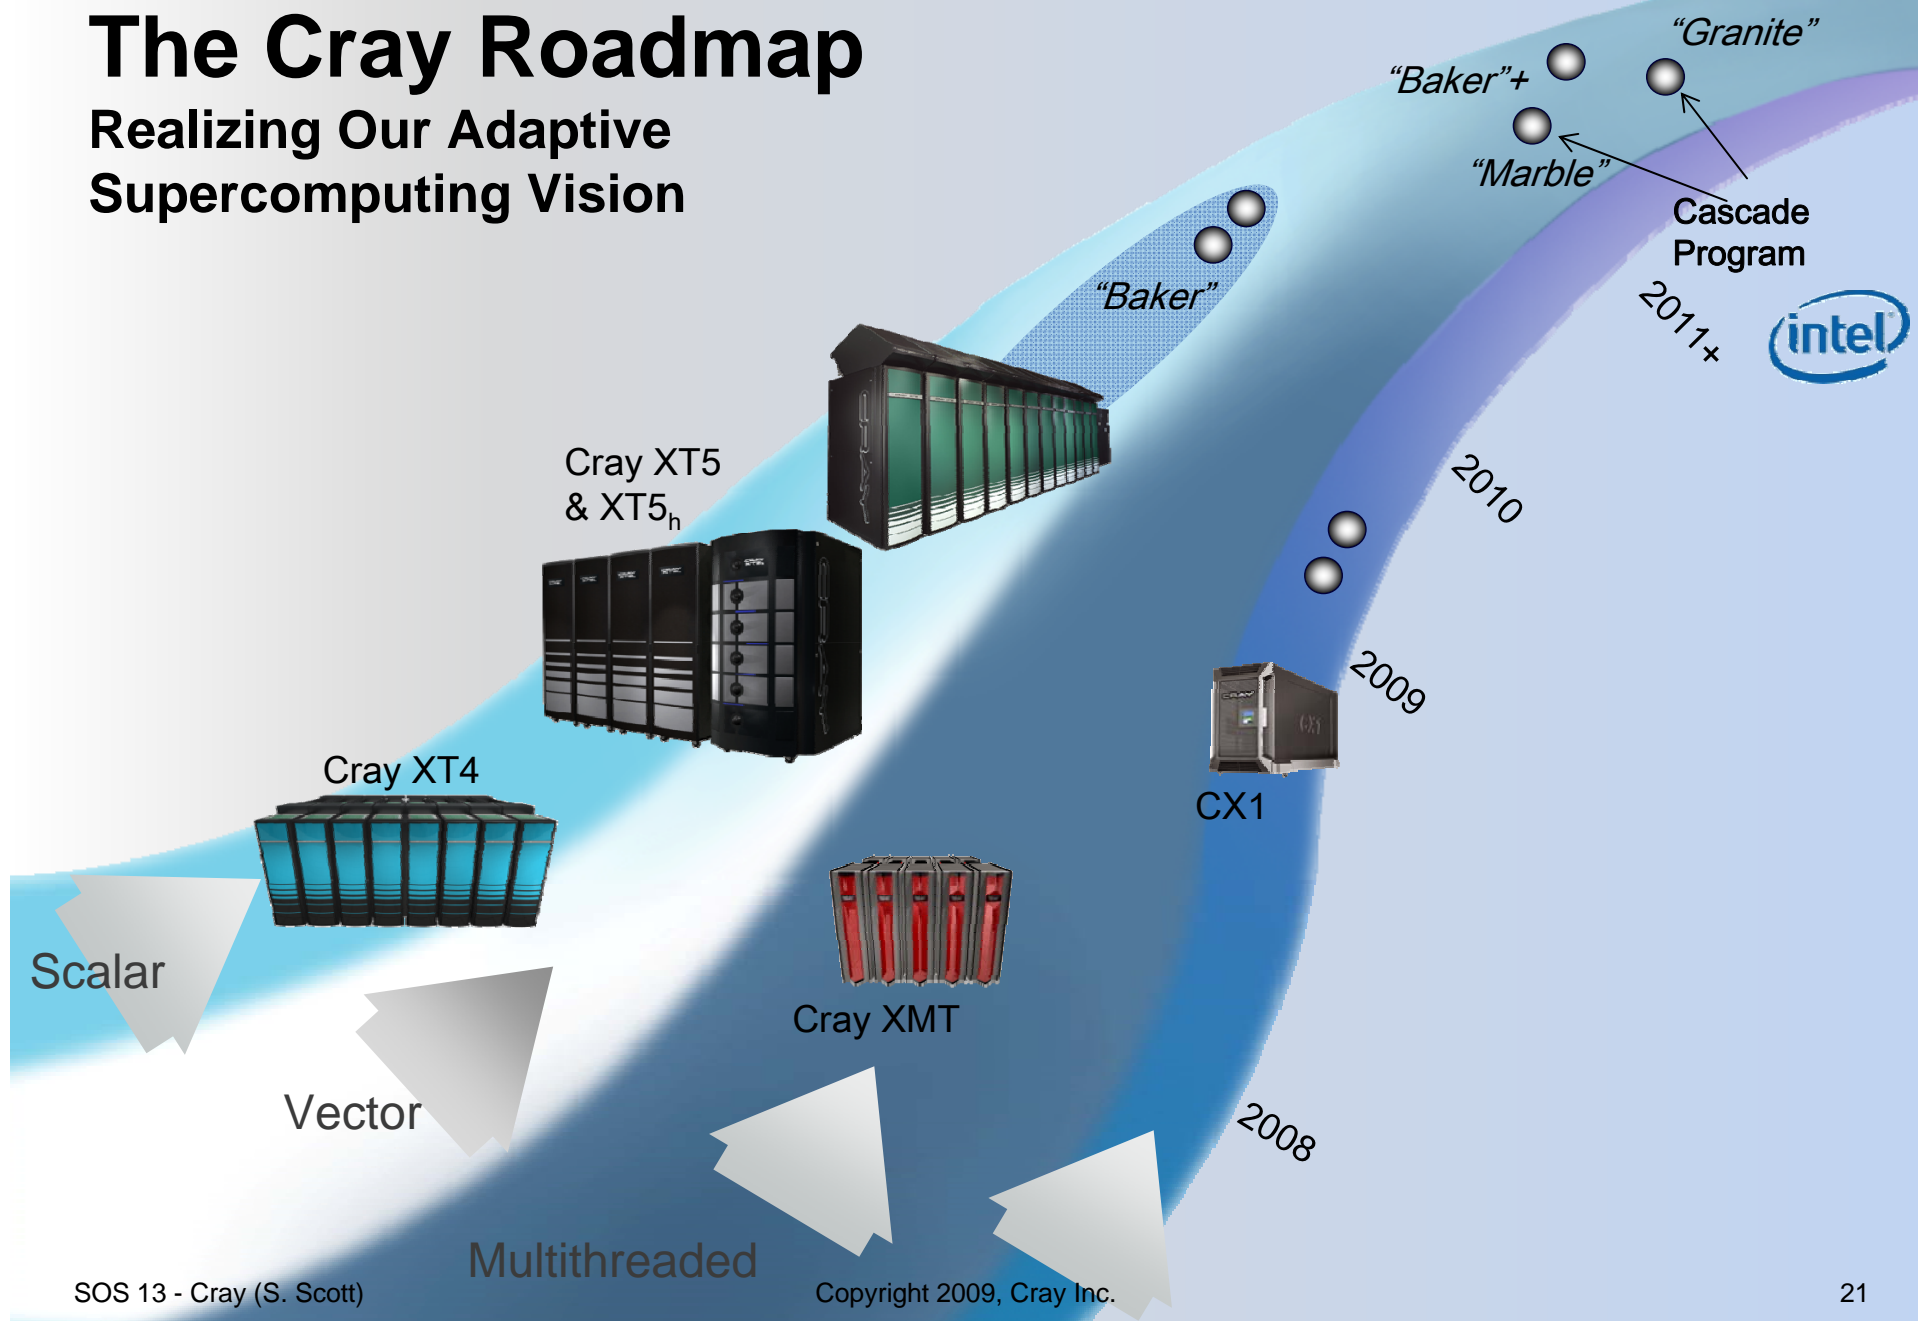 The Cray Roadmap
Realizing Our Adaptive
Supercomputing Vision
“Granite”
“Baker”+
“Marble”
Cascade
Program
“Baker”
2011+
intel
Cray XT5
& XT5h
2010
2009
CRAY
CX1
CX1
Cray XT4
Scalar
Cray XMT
Vector
2008
Multithreaded
SOS 13 - Cray (S. Scott)
Copyright 2009, Cray Inc.
21